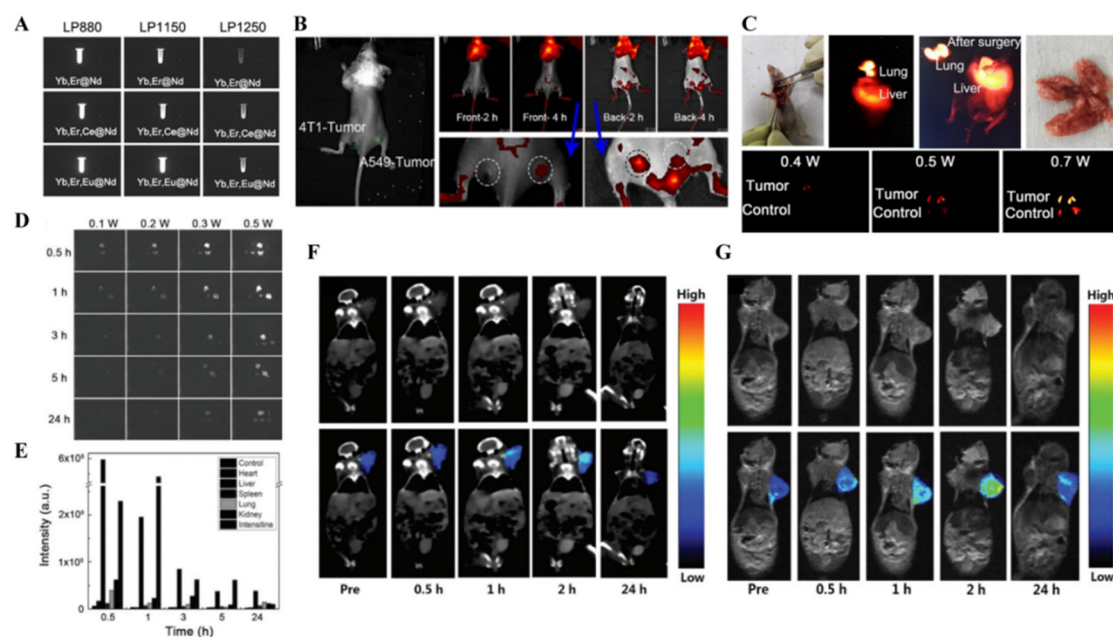 A
LP880 LP1150 LP1250
Yb,Er@Nd Yb,Er@Nd Yb,Er@Nd
Yb,Er,Ce@Nd Yb,Er,Ce@Nd Yb,Er,Ce@Nd
Yb,Er,Eu@Nd Yb,Er,Eu@Nd Yb,Er,Eu@Nd
B
4T1-Tumor
A549-Tumor
Front-2 h Front- 4 h Back-2 h Back-4 h
C
Lung
Liver
After surgery
Lung
Liver
0.4 W 0.5 W 0.7 W
Tumor Tumor Tumor
Control Control Control
D
0.1 W 0.2 W 0.3 W 0.5 W
0.5 h
1 h
3 h
5 h
24 h
E
Intensity (a.u.)
2x10⁶
0
Control
Heart
Liver
Spleen
Lung
Kidney
Intensitine
0.5 1 3 5 24
Time (h)
F
High
Low
Pre 0.5 h 1 h 2 h 24 h
G
High
Low
Pre 0.5 h 1 h 2 h 24 h